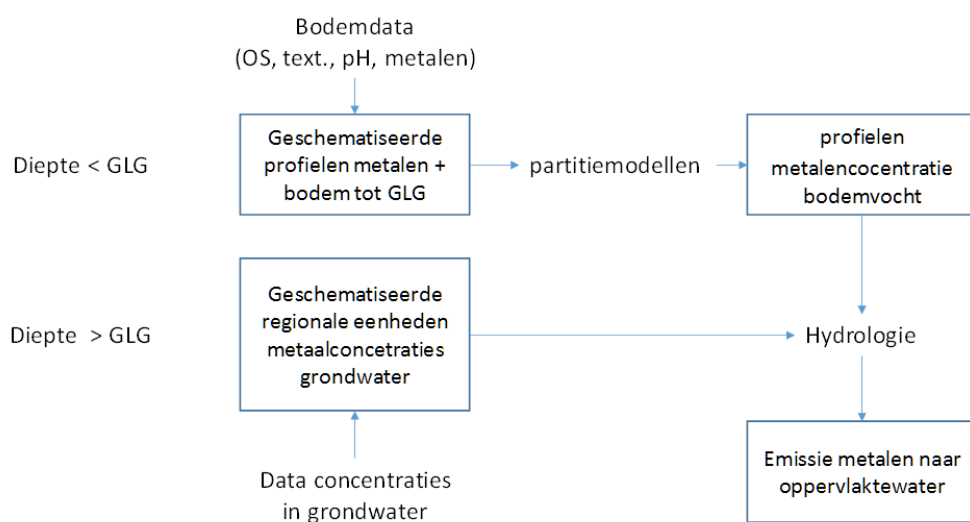 Bodemdata
(OS, text., pH, metalen)
Diepte < GLG
Geschematiseerde
profielen metalen +
bodem tot GLG
partitiemodellen
profielen
metalencocentratie
bodemvocht
Diepte  > GLG
Geschematiseerde
regionale eenheden
metaalconcetraties
grondwater
Hydrologie
Data concentraties
in grondwater
Emissie metalen naar
oppervlaktewater